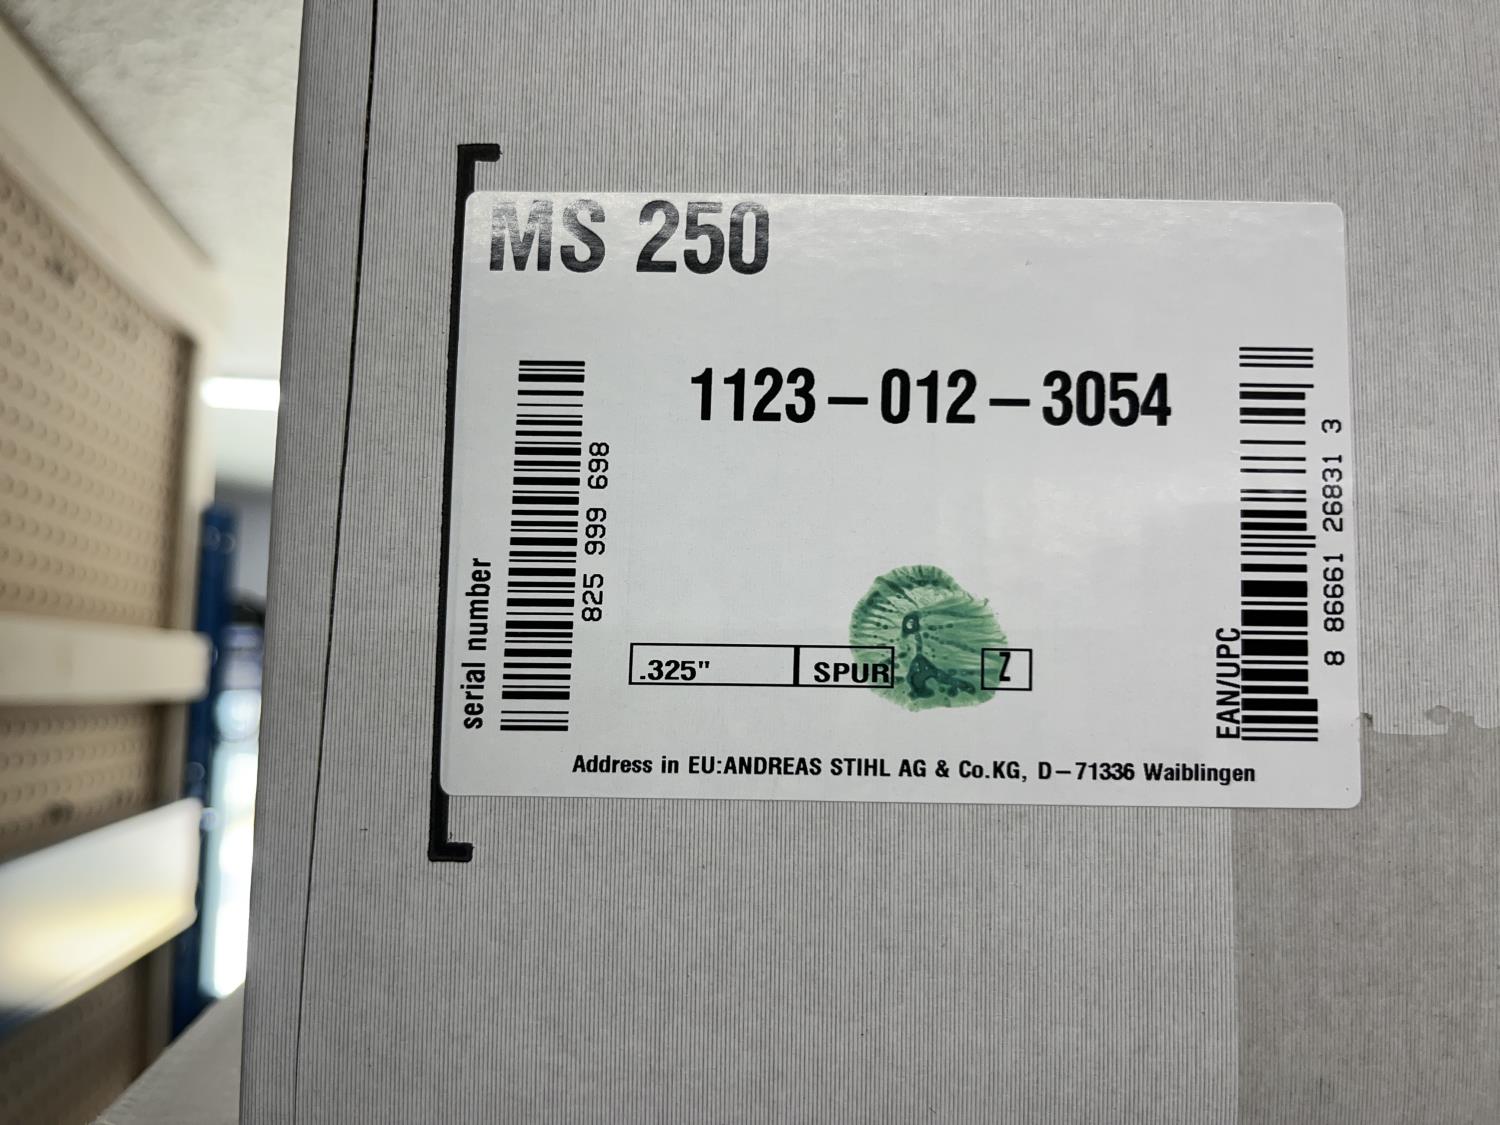 MS 250
1123-012-3054
serial number
825 999 698
.325" SPUR Z
EAN/UPC
8 86661 26831 3
Address in EU:ANDREAS STIHL AG & Co.KG, D-71336 Waiblingen